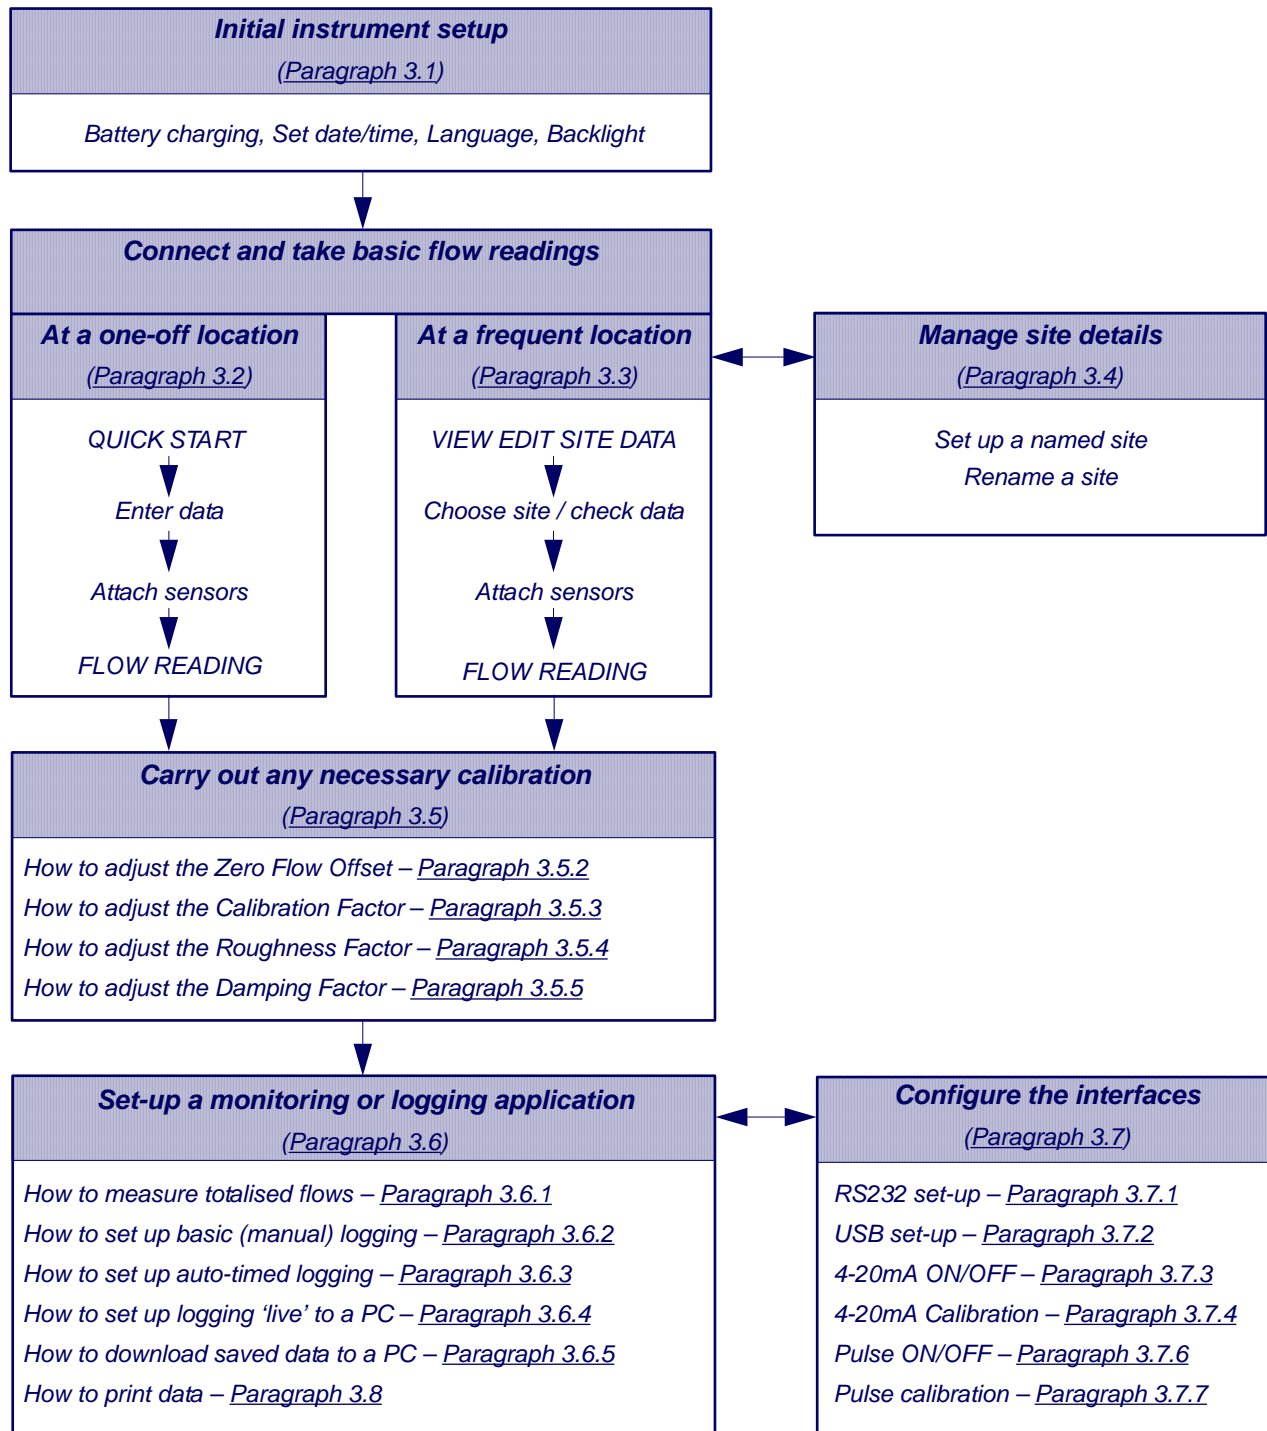 Initial instrument setup
(Paragraph 3.1)
Battery charging, Set date/time, Language, Backlight
Connect and take basic flow readings
At a one-off location
(Paragraph 3.2)
QUICK START
Enter data
Attach sensors
FLOW READING
At a frequent location
(Paragraph 3.3)
VIEW EDIT SITE DATA
Choose site / check data
Attach sensors
FLOW READING
Manage site details
(Paragraph 3.4)
Set up a named site
Rename a site
Carry out any necessary calibration
(Paragraph 3.5)
How to adjust the Zero Flow Offset – Paragraph 3.5.2
How to adjust the Calibration Factor – Paragraph 3.5.3
How to adjust the Roughness Factor – Paragraph 3.5.4
How to adjust the Damping Factor – Paragraph 3.5.5
Set-up a monitoring or logging application
(Paragraph 3.6)
How to measure totalised flows – Paragraph 3.6.1
How to set up basic (manual) logging – Paragraph 3.6.2
How to set up auto-timed logging – Paragraph 3.6.3
How to set up logging ‘live’ to a PC – Paragraph 3.6.4
How to download saved data to a PC – Paragraph 3.6.5
How to print data – Paragraph 3.8
Configure the interfaces
(Paragraph 3.7)
RS232 set-up – Paragraph 3.7.1
USB set-up – Paragraph 3.7.2
4-20mA ON/OFF – Paragraph 3.7.3
4-20mA Calibration – Paragraph 3.7.4
Pulse ON/OFF – Paragraph 3.7.6
Pulse calibration – Paragraph 3.7.7